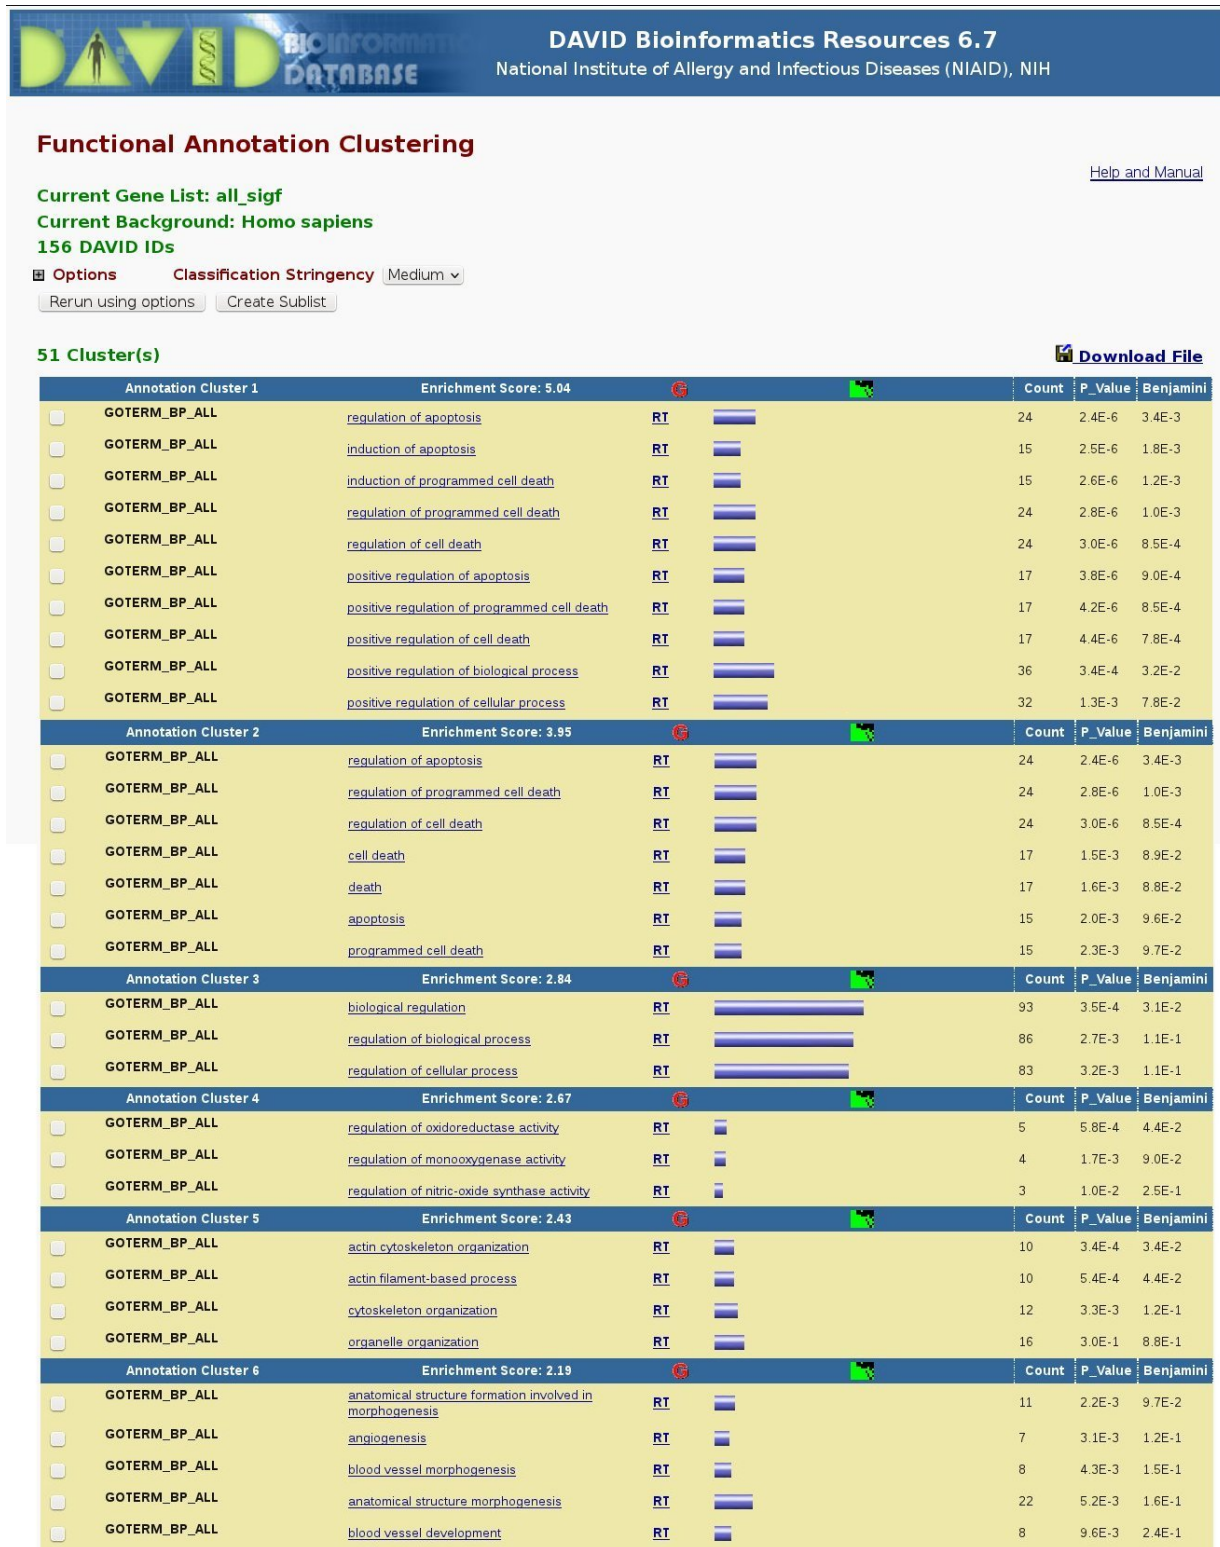 DAVID BIOINFORMATICS DATABASE
DAVID Bioinformatics Resources 6.7
National Institute of Allergy and Infectious Diseases (NIAID), NIH
Functional Annotation Clustering
Help and Manual
Current Gene List: all_sigf
Current Background: Homo sapiens
156 DAVID IDs
Options Classification Stringency Medium
Rerun using options Create Sublist
51 Cluster(s) Download File
Annotation Cluster 1 Enrichment Score: 5.04 G Count P_Value Benjamini
GOTERM_BP_ALL regulation of apoptosis RT 24 2.4E-6 3.4E-3
GOTERM_BP_ALL induction of apoptosis RT 15 2.5E-6 1.8E-3
GOTERM_BP_ALL induction of programmed cell death RT 15 2.6E-6 1.2E-3
GOTERM_BP_ALL regulation of programmed cell death RT 24 2.8E-6 1.0E-3
GOTERM_BP_ALL regulation of cell death RT 24 3.0E-6 8.5E-4
GOTERM_BP_ALL positive regulation of apoptosis RT 17 3.8E-6 9.0E-4
GOTERM_BP_ALL positive regulation of programmed cell death RT 17 4.2E-6 8.5E-4
GOTERM_BP_ALL positive regulation of cell death RT 17 4.4E-6 7.8E-4
GOTERM_BP_ALL positive regulation of biological process RT 36 3.4E-4 3.2E-2
GOTERM_BP_ALL positive regulation of cellular process RT 32 1.3E-3 7.8E-2
Annotation Cluster 2 Enrichment Score: 3.95 G Count P_Value Benjamini
GOTERM_BP_ALL regulation of apoptosis RT 24 2.4E-6 3.4E-3
GOTERM_BP_ALL regulation of programmed cell death RT 24 2.8E-6 1.0E-3
GOTERM_BP_ALL regulation of cell death RT 24 3.0E-6 8.5E-4
GOTERM_BP_ALL cell death RT 17 1.5E-3 8.9E-2
GOTERM_BP_ALL death RT 17 1.6E-3 8.8E-2
GOTERM_BP_ALL apoptosis RT 15 2.0E-3 9.6E-2
GOTERM_BP_ALL programmed cell death RT 15 2.3E-3 9.7E-2
Annotation Cluster 3 Enrichment Score: 2.84 G Count P_Value Benjamini
GOTERM_BP_ALL biological regulation RT 93 3.5E-4 3.1E-2
GOTERM_BP_ALL regulation of biological process RT 86 2.7E-3 1.1E-1
GOTERM_BP_ALL regulation of cellular process RT 83 3.2E-3 1.1E-1
Annotation Cluster 4 Enrichment Score: 2.67 G Count P_Value Benjamini
GOTERM_BP_ALL regulation of oxidoreductase activity RT 5 5.8E-4 4.4E-2
GOTERM_BP_ALL regulation of monooxygenase activity RT 4 1.7E-3 9.0E-2
GOTERM_BP_ALL regulation of nitric-oxide synthase activity RT 3 1.0E-2 2.5E-1
Annotation Cluster 5 Enrichment Score: 2.43 G Count P_Value Benjamini
GOTERM_BP_ALL actin cytoskeleton organization RT 10 3.4E-4 3.4E-2
GOTERM_BP_ALL actin filament-based process RT 10 5.4E-4 4.4E-2
GOTERM_BP_ALL cytoskeleton organization RT 12 3.3E-3 1.2E-1
GOTERM_BP_ALL organelle organization RT 16 3.0E-1 8.8E-1
Annotation Cluster 6 Enrichment Score: 2.19 G Count P_Value Benjamini
GOTERM_BP_ALL anatomical structure formation involved in
morphogenesis RT 11 2.2E-3 9.7E-2
GOTERM_BP_ALL angiogenesis RT 7 3.1E-3 1.2E-1
GOTERM_BP_ALL blood vessel morphogenesis RT 8 4.3E-3 1.5E-1
GOTERM_BP_ALL anatomical structure morphogenesis RT 22 5.2E-3 1.6E-1
GOTERM_BP_ALL blood vessel development RT 8 9.6E-3 2.4E-1